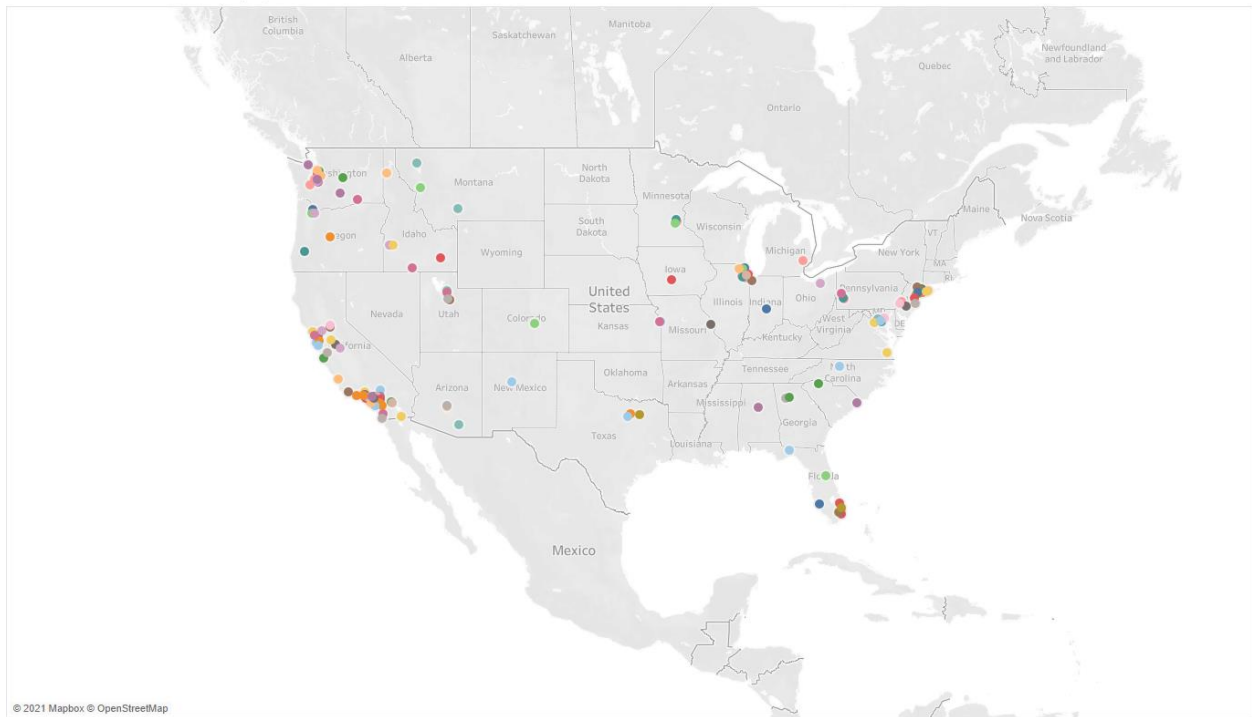 British
Columbia
Alberta
Saskatchewan
Manitoba
Ontario
Quebec
Newfoundland
and Labrador
North
Dakota
Minnesota
Montana
South
Dakota
Wisconsin
Michigan
New York
VT
MA
RI
Maine
Nova Scotia
Idaho
Wyoming
Iowa
Nevada
Utah
United
States
Illinois
Indiana
Ohio
Pennsylvania
West
Virginia
DE
Kansas
Missouri
Kentucky
Arizona
New Mexico
Oklahoma
Arkansas
Tennessee
Carolina
Mississippi
Georgia
Texas
Louisiana
Mexico
© 2021 Mapbox © OpenStreetMap